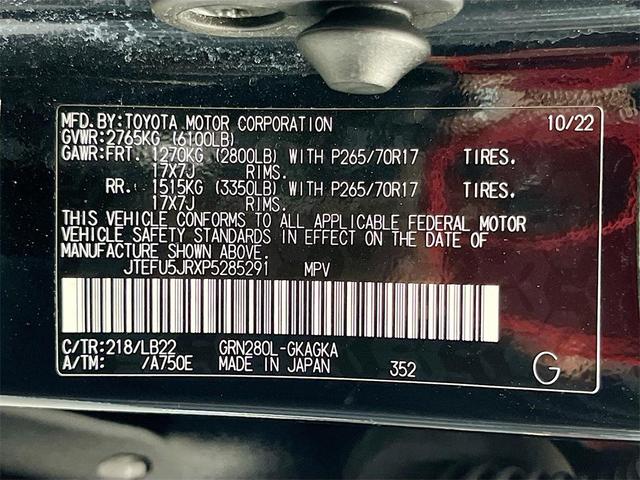 MFD.BY:TOYOTA MOTOR CORPORATION 10/22
GVWR:2765KG (6100LB)
GAWR:FRT. 1270KG (2800LB) WITH P265/70R17 TIRES.
17X7J RIMS.
RR. 1515KG (3350LB) WITH P265/70R17 TIRES.
17X7J RIMS.
THIS VEHICLE CONFORMS TO ALL APPLICABLE FEDERAL MOTOR
VEHICLE SAFETY STANDARDS IN EFFECT ON THE DATE OF
MANUFACTURE SHOWN ABOVE.
JTEFU5JRXP5285291 MPV
C/TR:218/LB22 GRN280L-GKAGKA
A/TM: /A750E MADE IN JAPAN 352 G